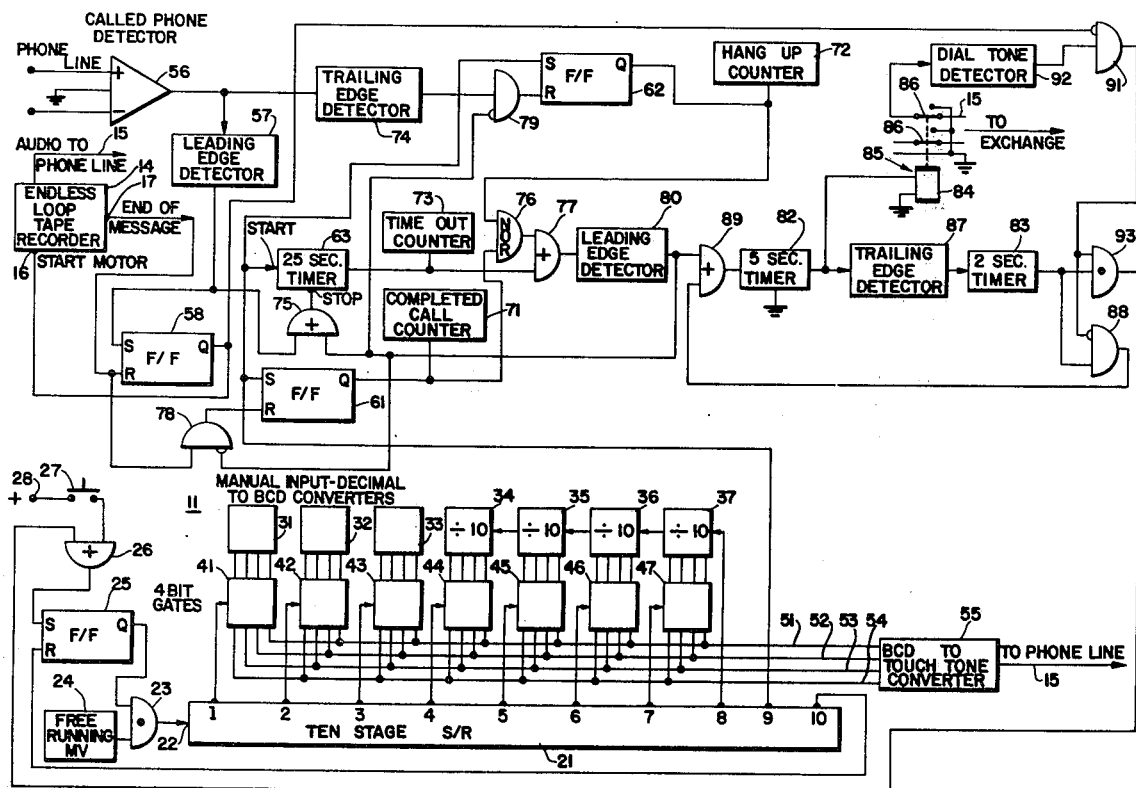 CALLED PHONE
DETECTOR
PHONE
LINE
+
−
56
AUDIO TO
15
PHONE LINE
14
17
ENDLESS
LOOP
TAPE
RECORDER
16
END OF
MESSAGE
START MOTOR
57
LEADING
EDGE
DETECTOR
TRAILING
EDGE
DETECTOR
74
79
S
F/F
Q
R
62
HANG UP
COUNTER
72
DIAL TONE
DETECTOR
92
91
86
15
86
TO
EXCHANGE
85
84
START
63
25 SEC.
TIMER
STOP
73
TIME OUT
COUNTER
76
NOR
77
+
80
LEADING
EDGE
DETECTOR
89
+
82
5 SEC.
TIMER
87
TRAILING
EDGE
DETECTOR
83
2 SEC.
TIMER
93
88
75
+
COMPLETED
CALL
COUNTER
71
58
S
F/F
Q
R
S
F/F
Q
R
61
78
+
28
27
26
+
11
MANUAL INPUT-DECIMAL
TO BCD CONVERTERS
31
32
33
34
÷ 10
35
÷ 10
36
÷ 10
37
÷ 10
41
42
43
44
45
46
47
4 BIT
GATES
25
S
F/F
Q
R
24
FREE
RUNNING
MV
23
22
1 2 3 4 5 6 7 8 9 10
TEN STAGE S/R
21
51
52
53
54
55
BCD TO
TOUCH TONE
CONVERTER
TO PHONE LINE
15